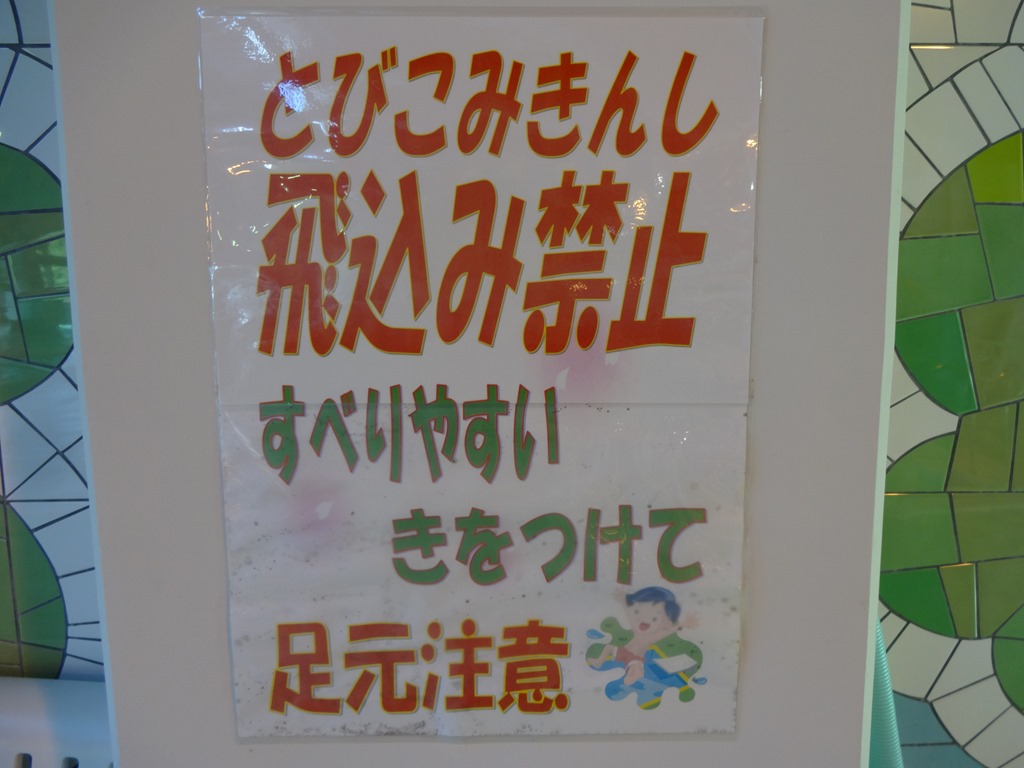 とびこみきんし
飛込み禁止
すべりやすい
きをつけて
足元注意